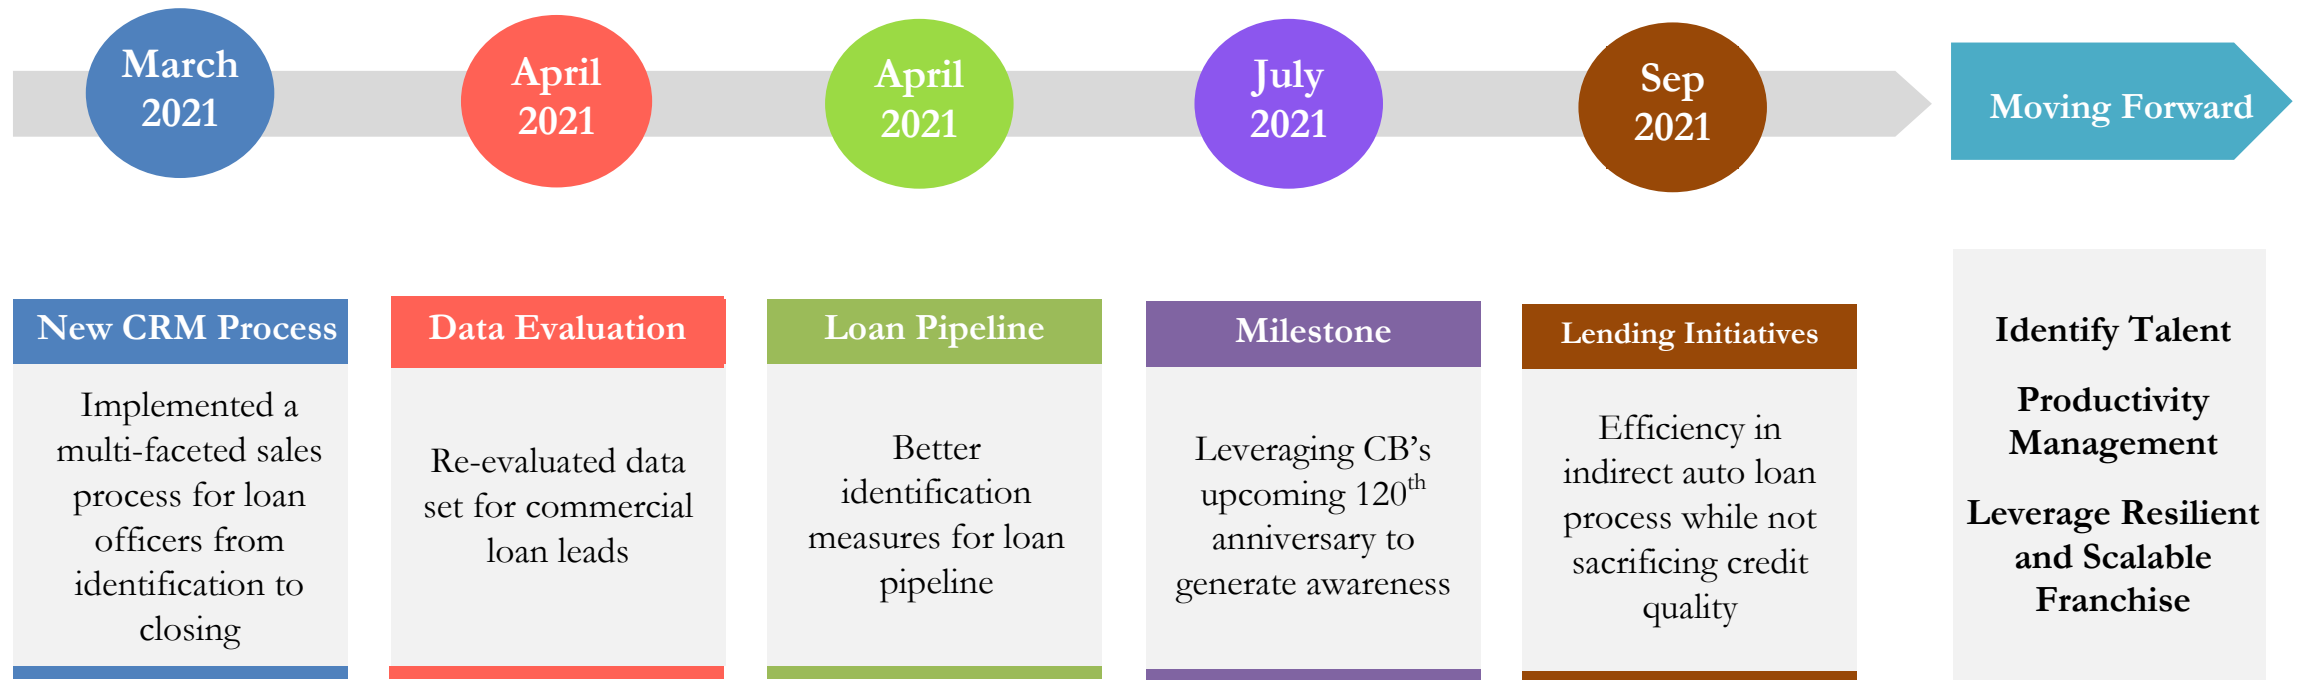 March
2021
April
2021
April
2021
July
2021
Sep
2021
Moving Forward
New CRM Process
Implemented a
multi-faceted sales
process for loan
officers from
identification to
closing
Data Evaluation
Re-evaluated data
set for commercial
loan leads
Loan Pipeline
Better
identification
measures for loan
pipeline
Milestone
Leveraging CB’s
upcoming 120th
anniversary to
generate awareness
Lending Initiatives
Efficiency in
indirect auto loan
process while not
sacrificing credit
quality
Identify Talent
Productivity
Management
Leverage Resilient
and Scalable
Franchise